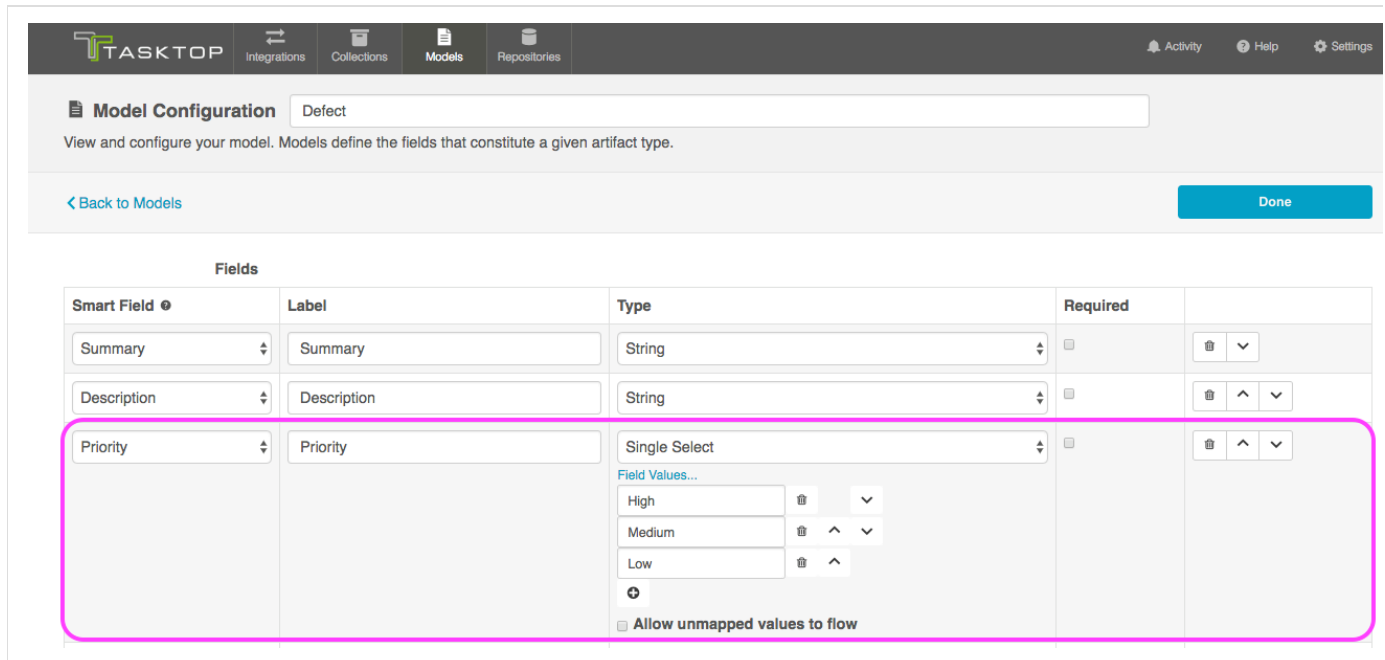 TASKTOP Integrations Collections Models Repositories Activity Help Settings
Model Configuration Defect
View and configure your model. Models define the fields that constitute a given artifact type.
Back to Models Done
Fields
Smart Field Label Type Required
Summary Summary String
Description Description String
Priority Priority Single Select
Field Values...
High
Medium
Low
Allow unmapped values to flow